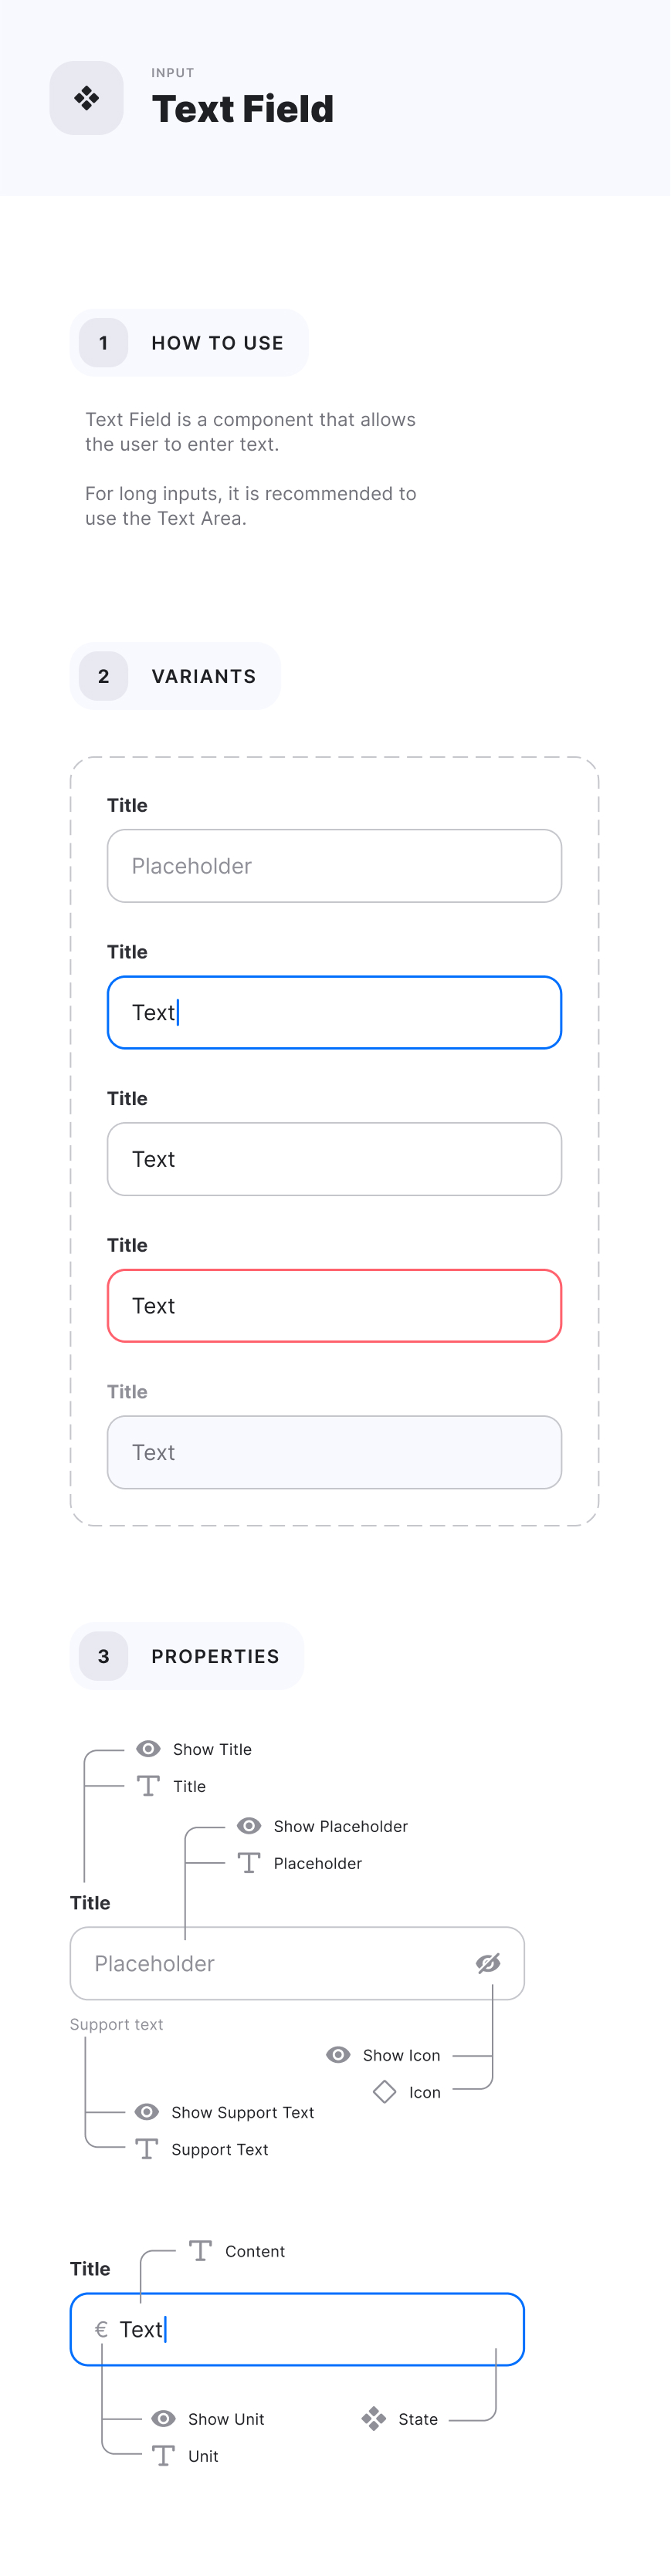 INPUT
Text Field
1
HOW TO USE
Text Field is a component that allows
the user to enter text.
For long inputs, it is recommended to
use the Text Area.
2
VARIANTS
Title
Placeholder
Title
Text
Title
Text
Title
Text
Title
Text
3
PROPERTIES
Show Title
Title
Show Placeholder
Placeholder
Title
Placeholder
Support text
Show Icon
Icon
Show Support Text
Support Text
Content
Title
€ Text
Show Unit
State
Unit